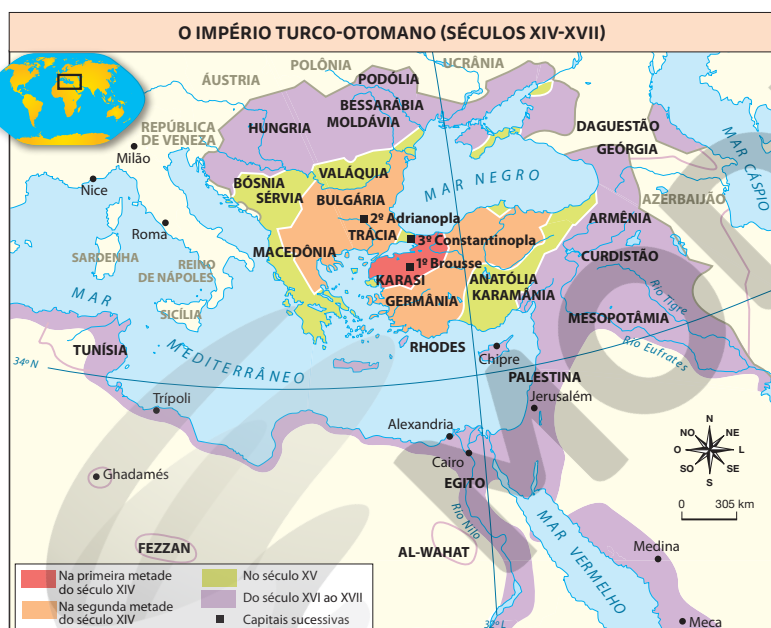 O IMPÉRIO TURCO-OTOMANO (SÉCULOS XIV-XVII)
POLÔNIA
UCRÂNIA
ÁUSTRIA
PODÓLIA
BESSARÁBIA
MOLDÁVIA
REPÚBLICA
DE VENEZA
HUNGRIA
DAGUESTÃO
GEÓRGIA
MAR CÁSPIO
Milão
Nice
BÓSNIA
SÉRVIA
VALÁQUIA
BULGÁRIA
MAR NEGRO
AZERBAIJÃO
2º Adrianopla
TRÁCIA
3º Constantinopla
ARMÊNIA
Roma
MACEDÔNIA
1º Brousse
KARASI
CURDISTÃO
SARDENHA
REINO
DE NÁPOLES
ANATÓLIA
KARAMÂNIA
GERMÂNIA
Rio Tigre
MESOPOTÂMIA
Rio Eufrates
SICÍLIA
MAR MEDITERRÂNEO
TUNÍSIA
34º N
RHODES
Chipre
PALESTINA
Jerusalém
Trípoli
Alexandria
Cairo
EGITO
Rio Nilo
Ghadamés
N
NO
NE
O
L
SO
SE
S
0 305 km
FEZZAN
AL-WAHAT
MAR VERMELHO
Medina
Meca
32º L
Na primeira metade
do século XIV
Na segunda metade
do século XIV
No século XV
Do século XVI ao XVII
Capitais sucessivas